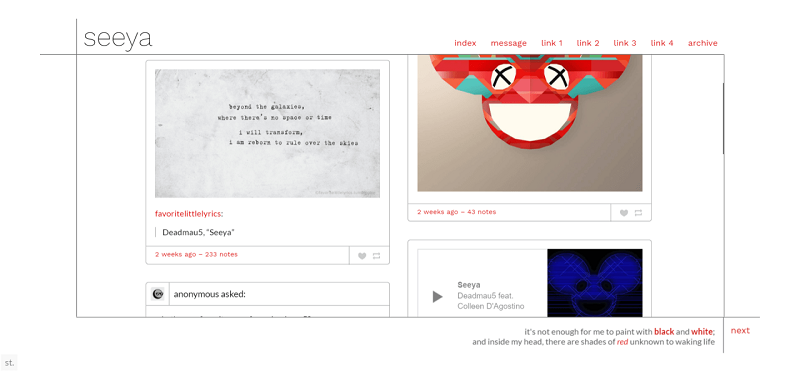 seeya
index message link 1 link 2 link 3 link 4 archive
beyond the galaxies,
where there's no space or time
i will transform,
i am reborn to rule over the skies
favoritelittlelyrics:
Deadmau5, "Seeya"
2 weeks ago – 233 notes
anonymous asked:
2 weeks ago – 43 notes
Seeya
Deadmau5 feat.
Colleen D'Agostino
it's not enough for me to paint with black and white;
and inside my head, there are shades of red unknown to waking life
next
st.